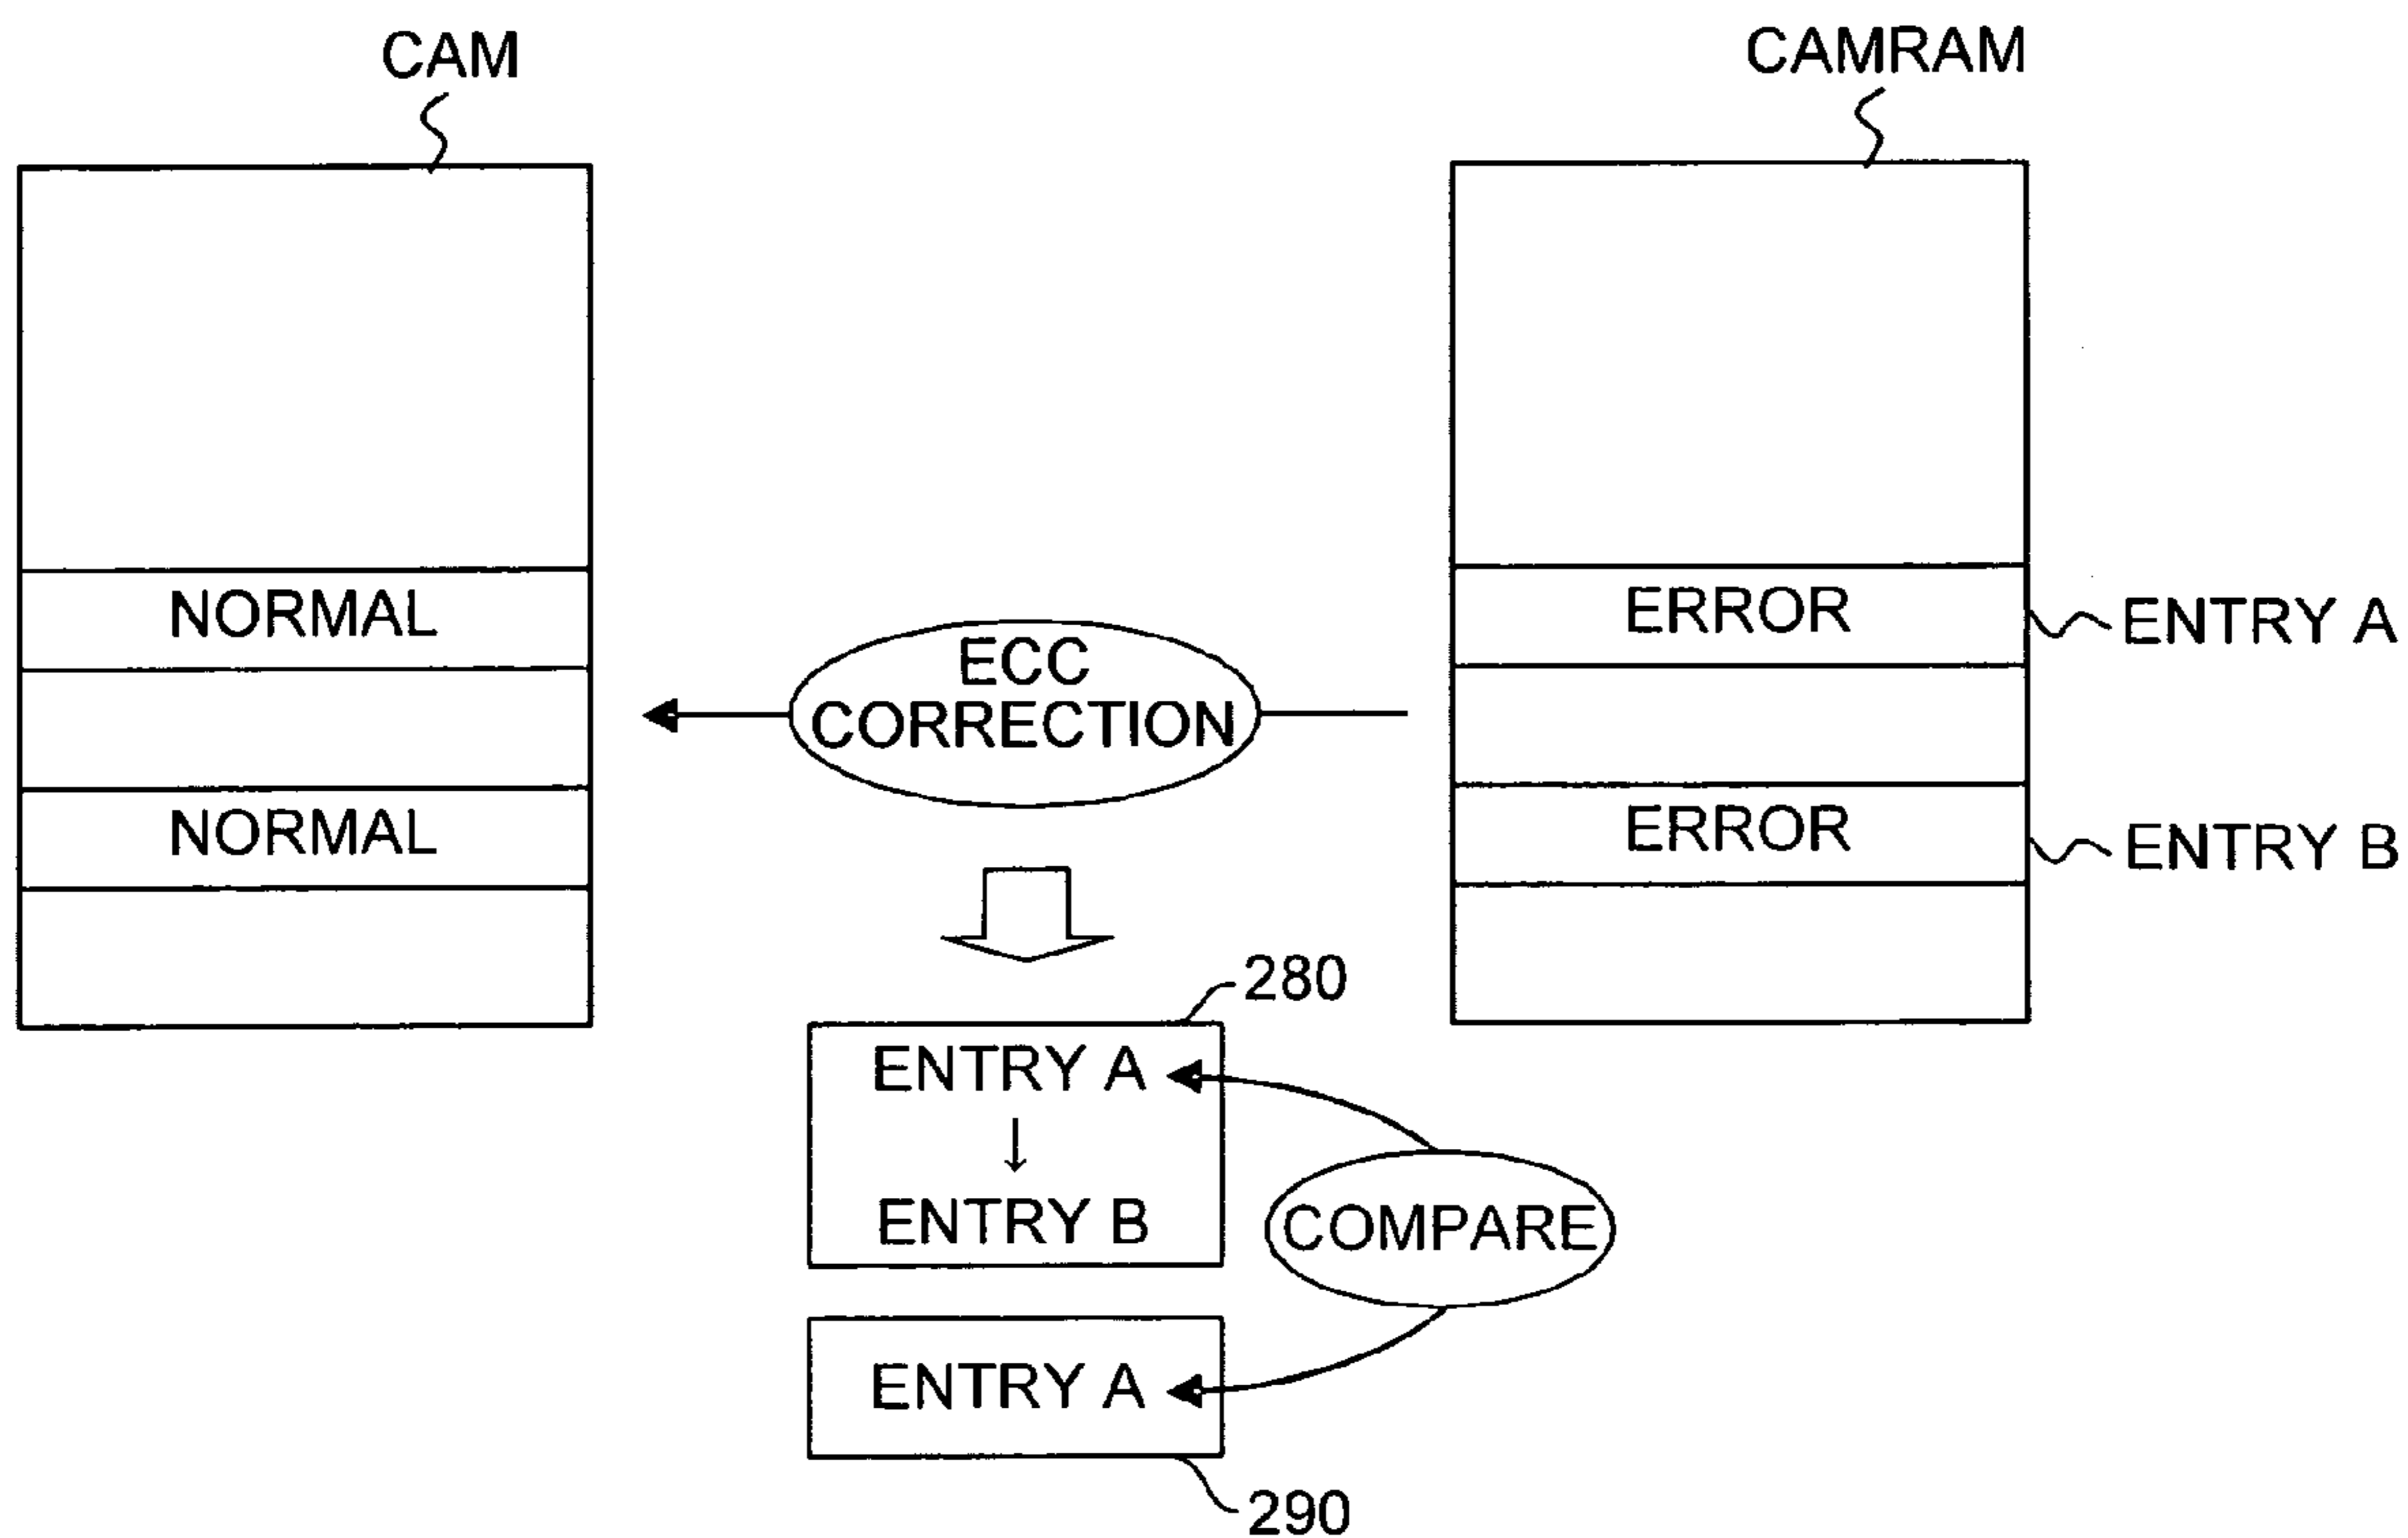 CAM
CAMRAM
NORMAL
ERROR
ENTRY A
ECC
CORRECTION
NORMAL
ERROR
ENTRY B
280
ENTRY A
↓
ENTRY B
COMPARE
ENTRY A
290